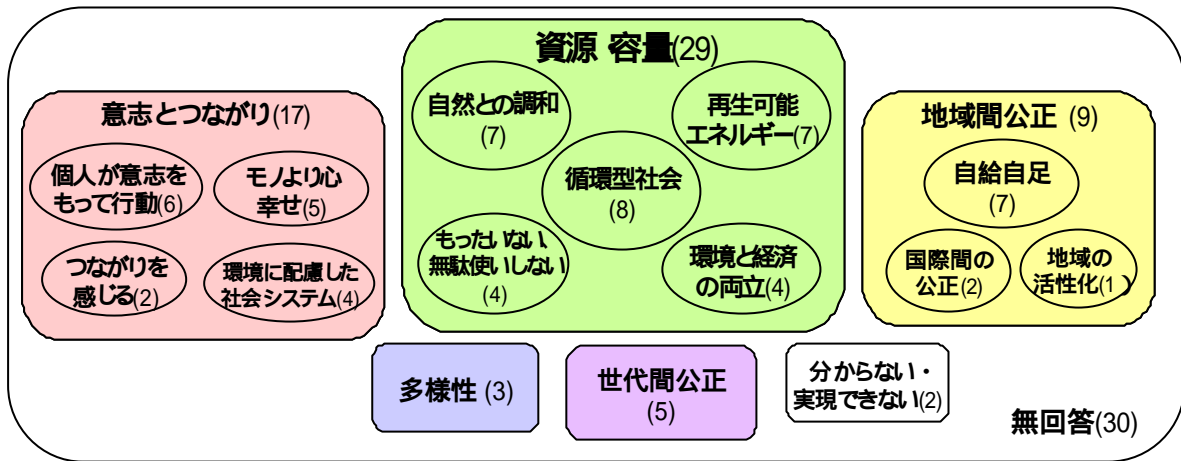 資源 容量(29)
自然との調和
(7)
再生可能
エネルギー(7)
循環型社会
(8)
もったいない、
無駄使いしない
(4)
環境と経済
の両立(4)
意志とつながり(17)
個人が意志を
もって行動(6)
モノより心
幸せ(5)
つながりを
感じる(2)
環境に配慮した
社会システム(4)
地域間公正 (9)
自給自足
(7)
国際間の
公正(2)
地域の
活性化(1)
多様性 (3)
世代間公正
(5)
分からない・
実現できない(2)
無回答(30)